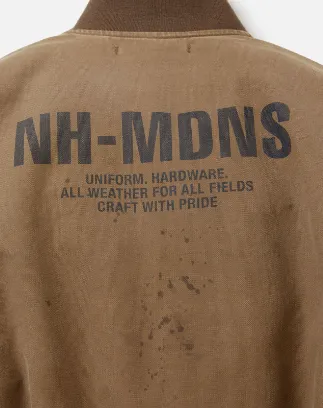 NH-MDNS
UNIFORM. HARDWARE.
ALL WEATHER FOR ALL FIELDS
CRAFT WITH PRIDE